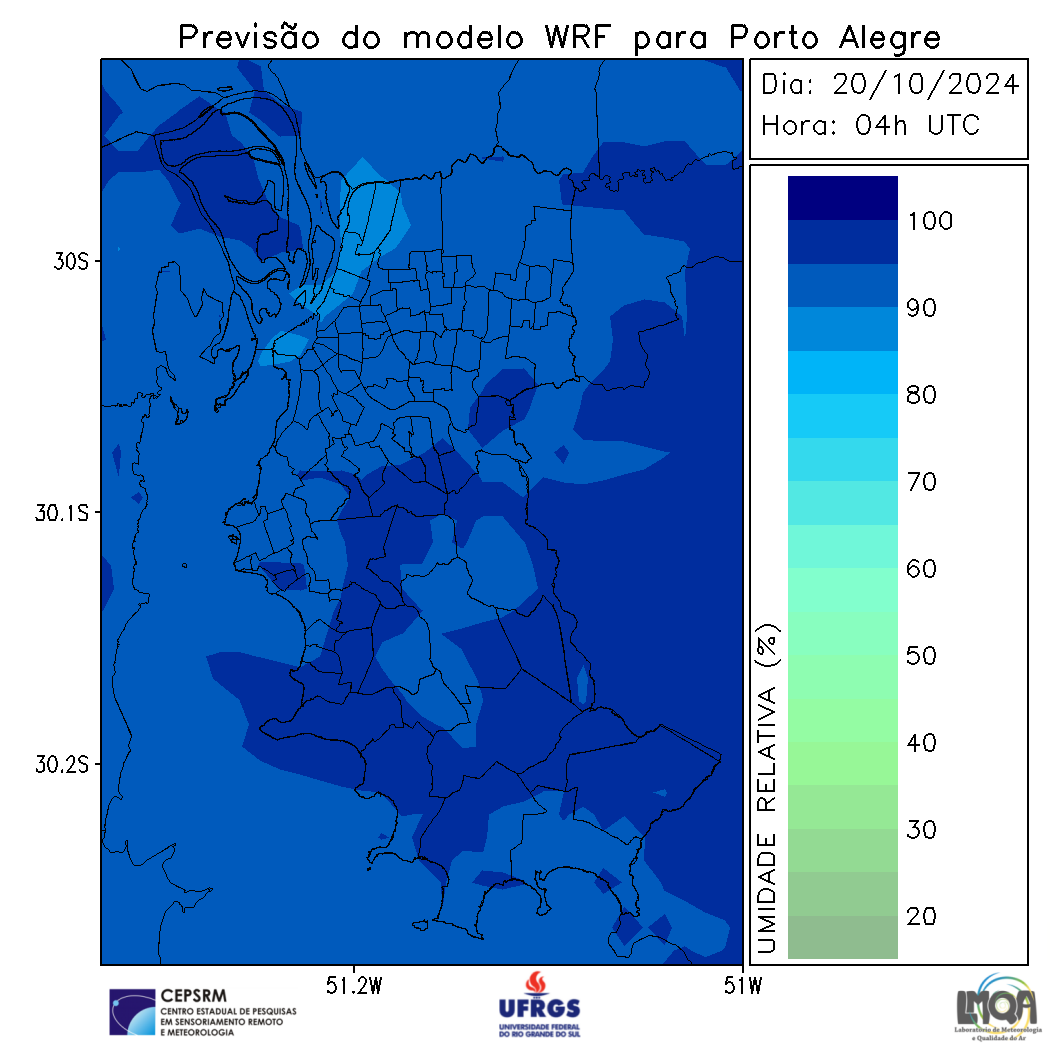 Previsão do modelo WRF para Porto Alegre
Dia: 20/10/2024
Hora: 04h UTC
30S
30.1S
30.2S
51.2W
51W
100
90
80
70
60
50
40
30
20
UMIDADE RELATIVA (%)
CEPSRM
CENTRO ESTADUAL DE PESQUISAS
EM SENSORIAMENTO REMOTO
E METEOROLOGIA
UFRGS
UNIVERSIDADE FEDERAL
DO RIO GRANDE DO SUL
LMQA
Laboratório de Meteorologia
e Qualidade do Ar